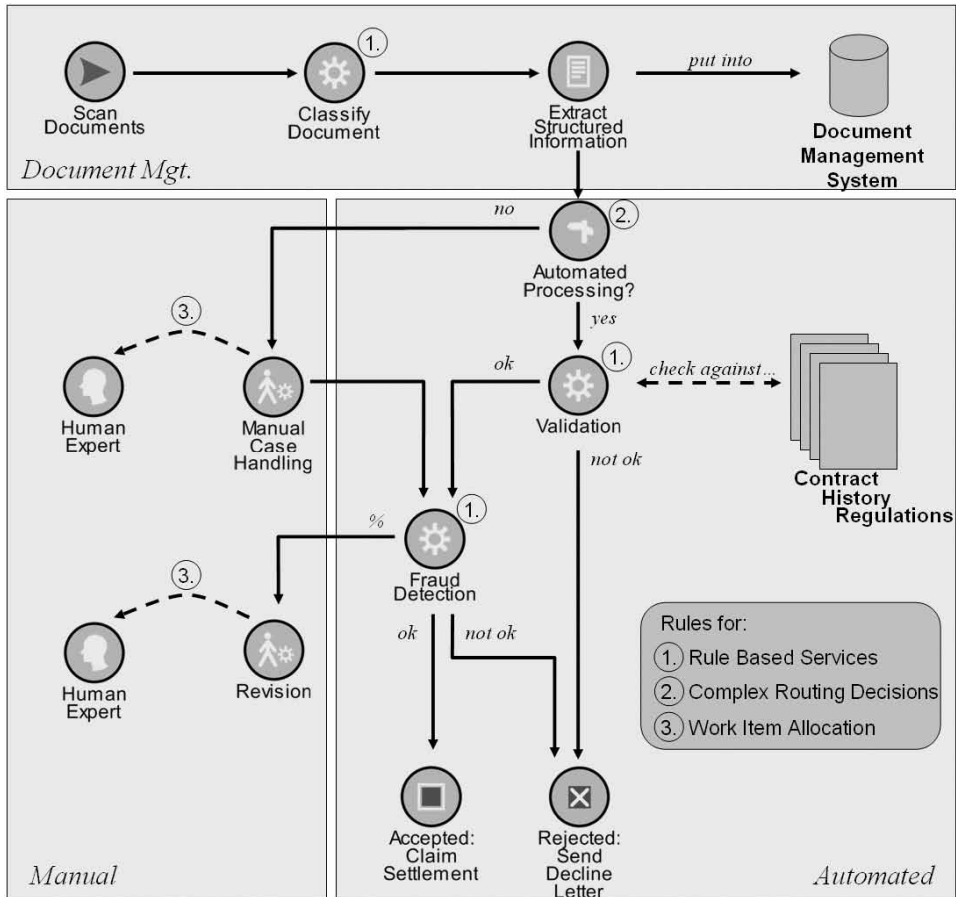 1.
put into
Scan
Documents
Classify
Document
Extract
Structured
Information
Document
Management
System
Document Mgt.
no
2.
Automated
Processing?
yes
3.
ok
1.
check against...
Human
Expert
Manual
Case
Handling
Validation
not ok
Contract
History
Regulations
%
1.
Fraud
Detection
3.
ok
not ok
Human
Expert
Revision
Rules for:
1. Rule Based Services
2. Complex Routing Decisions
3. Work Item Allocation
Accepted:
Claim
Settlement
Rejected:
Send
Decline
Letter
Manual
Automated